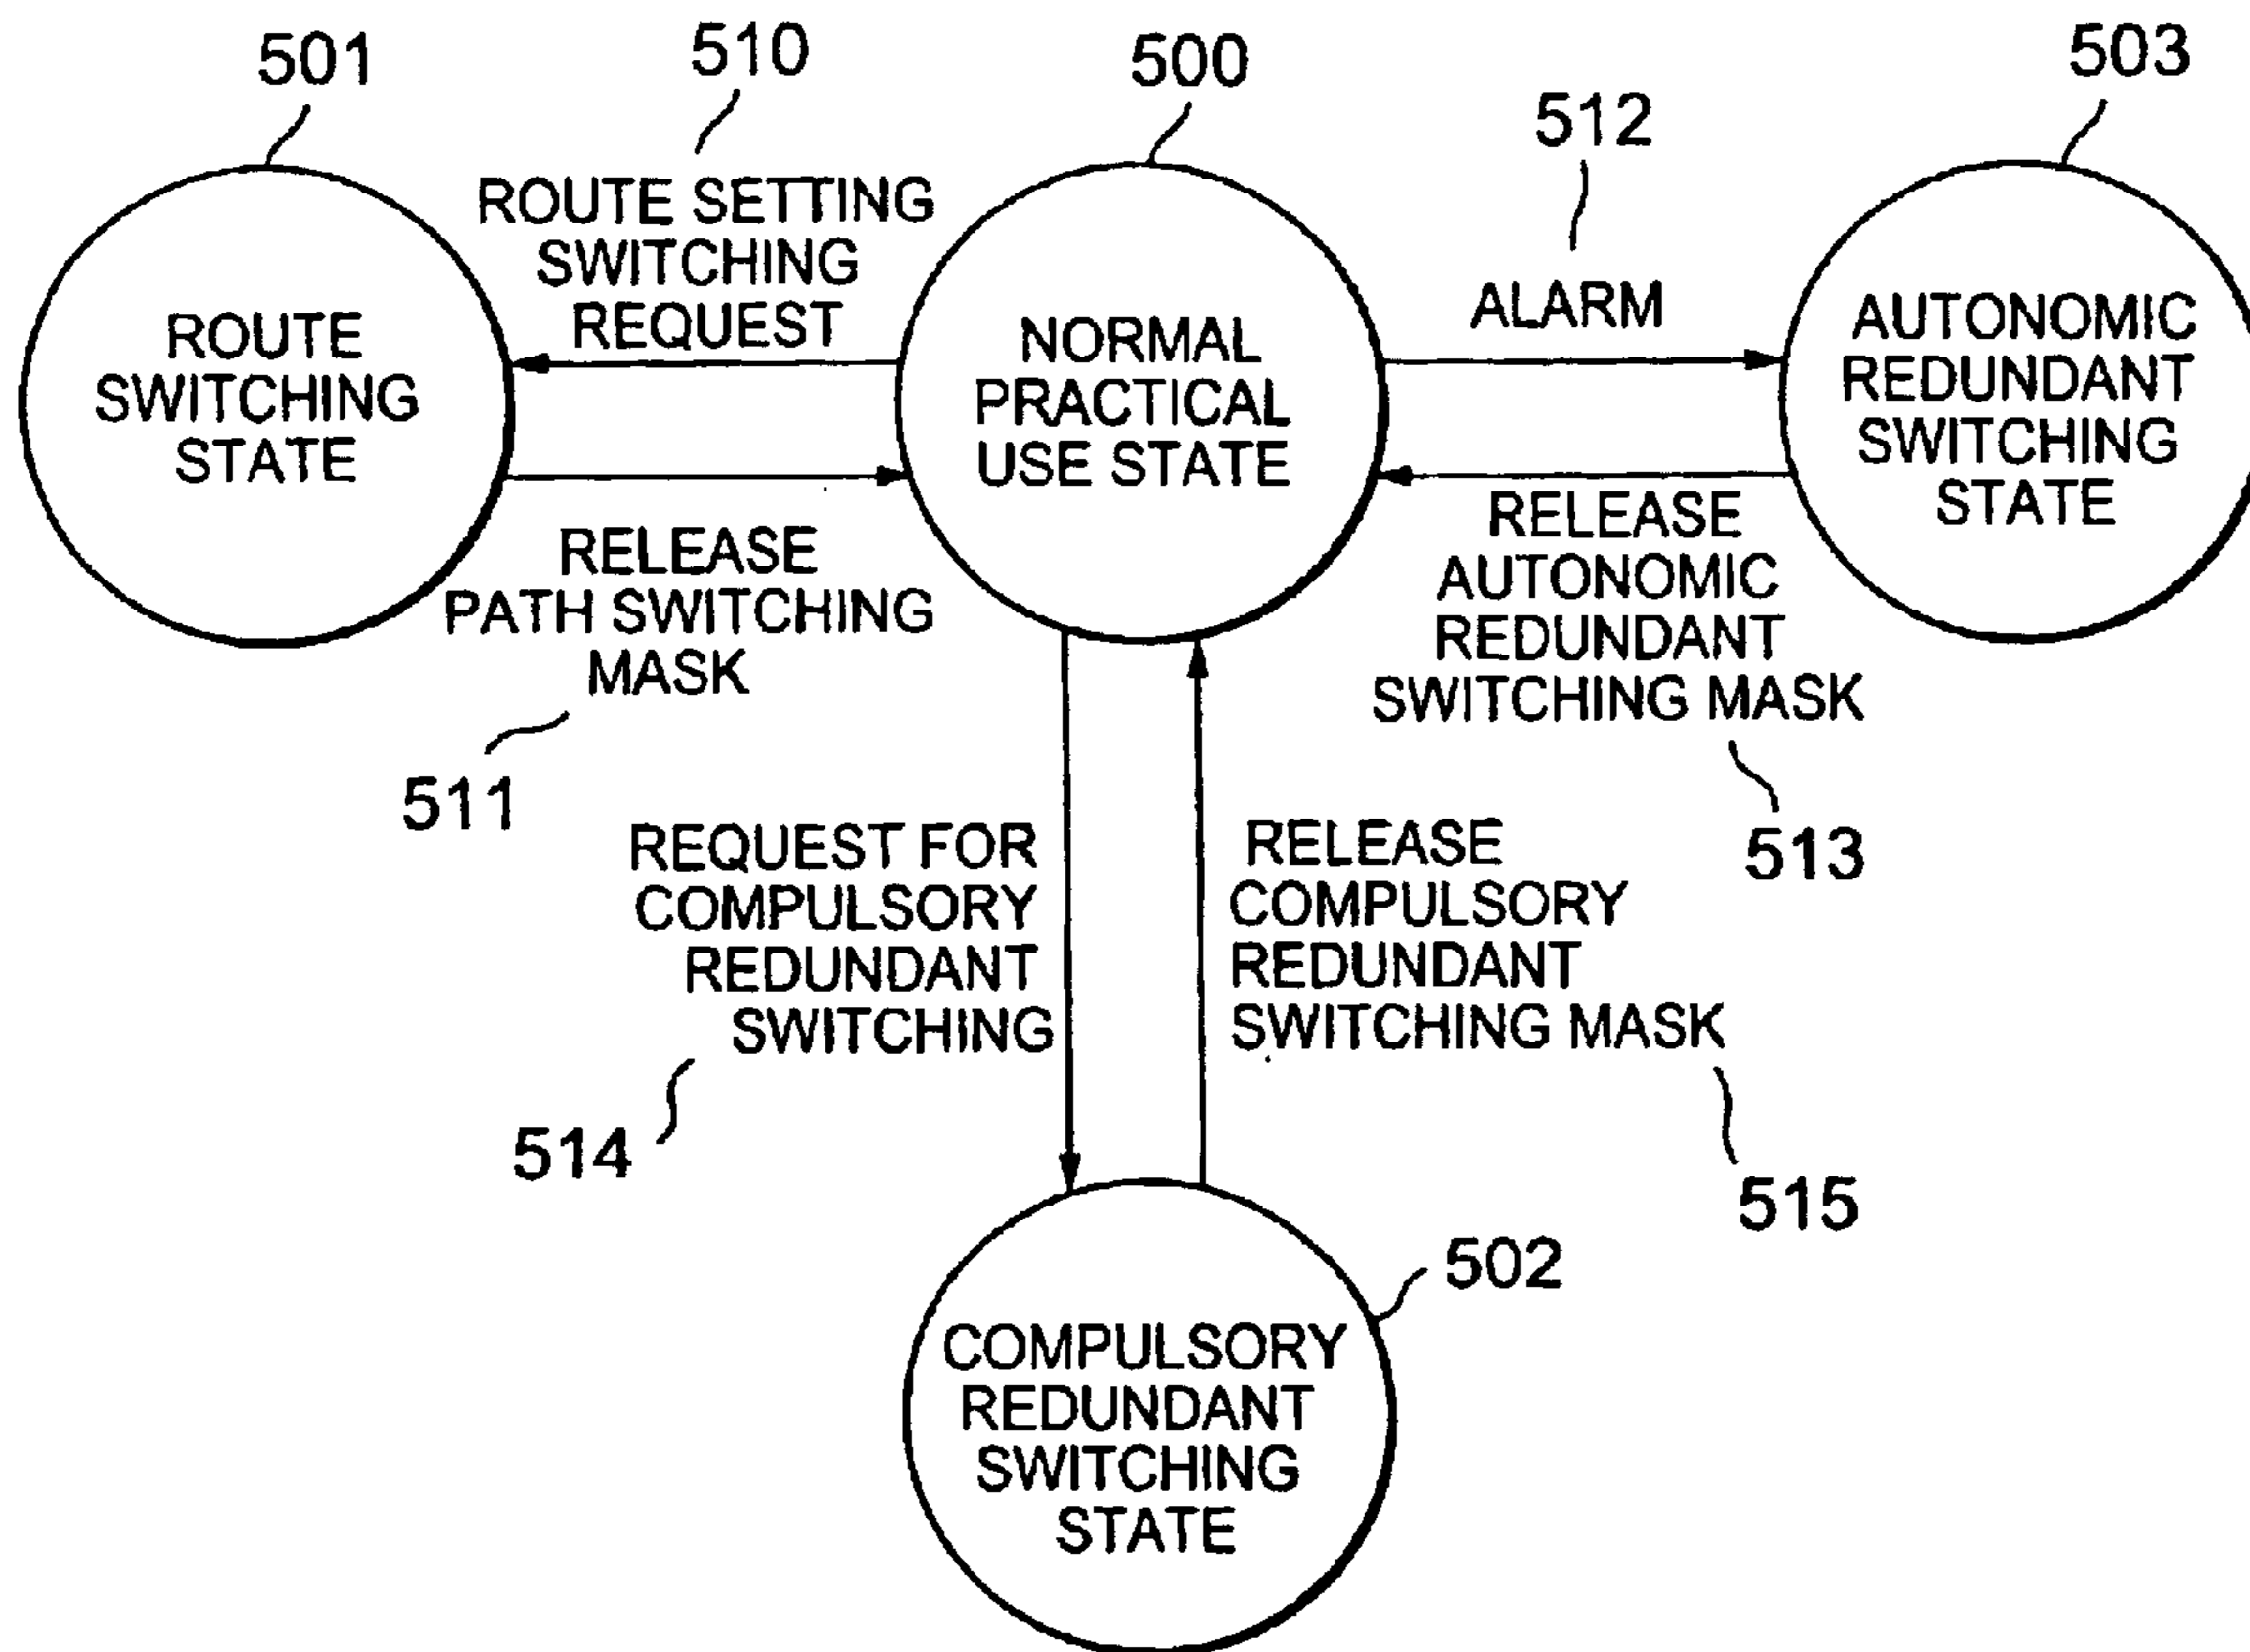 501
510
500
512
503
ROUTE SETTING
SWITCHING
REQUEST
ROUTE
SWITCHING
STATE
NORMAL
PRACTICAL
USE STATE
ALARM
AUTONOMIC
REDUNDANT
SWITCHING
STATE
RELEASE
PATH SWITCHING
MASK
511
RELEASE
AUTONOMIC
REDUNDANT
SWITCHING MASK
513
REQUEST FOR
COMPULSORY
REDUNDANT
SWITCHING
514
RELEASE
COMPULSORY
REDUNDANT
SWITCHING MASK
515
502
COMPULSORY
REDUNDANT
SWITCHING
STATE